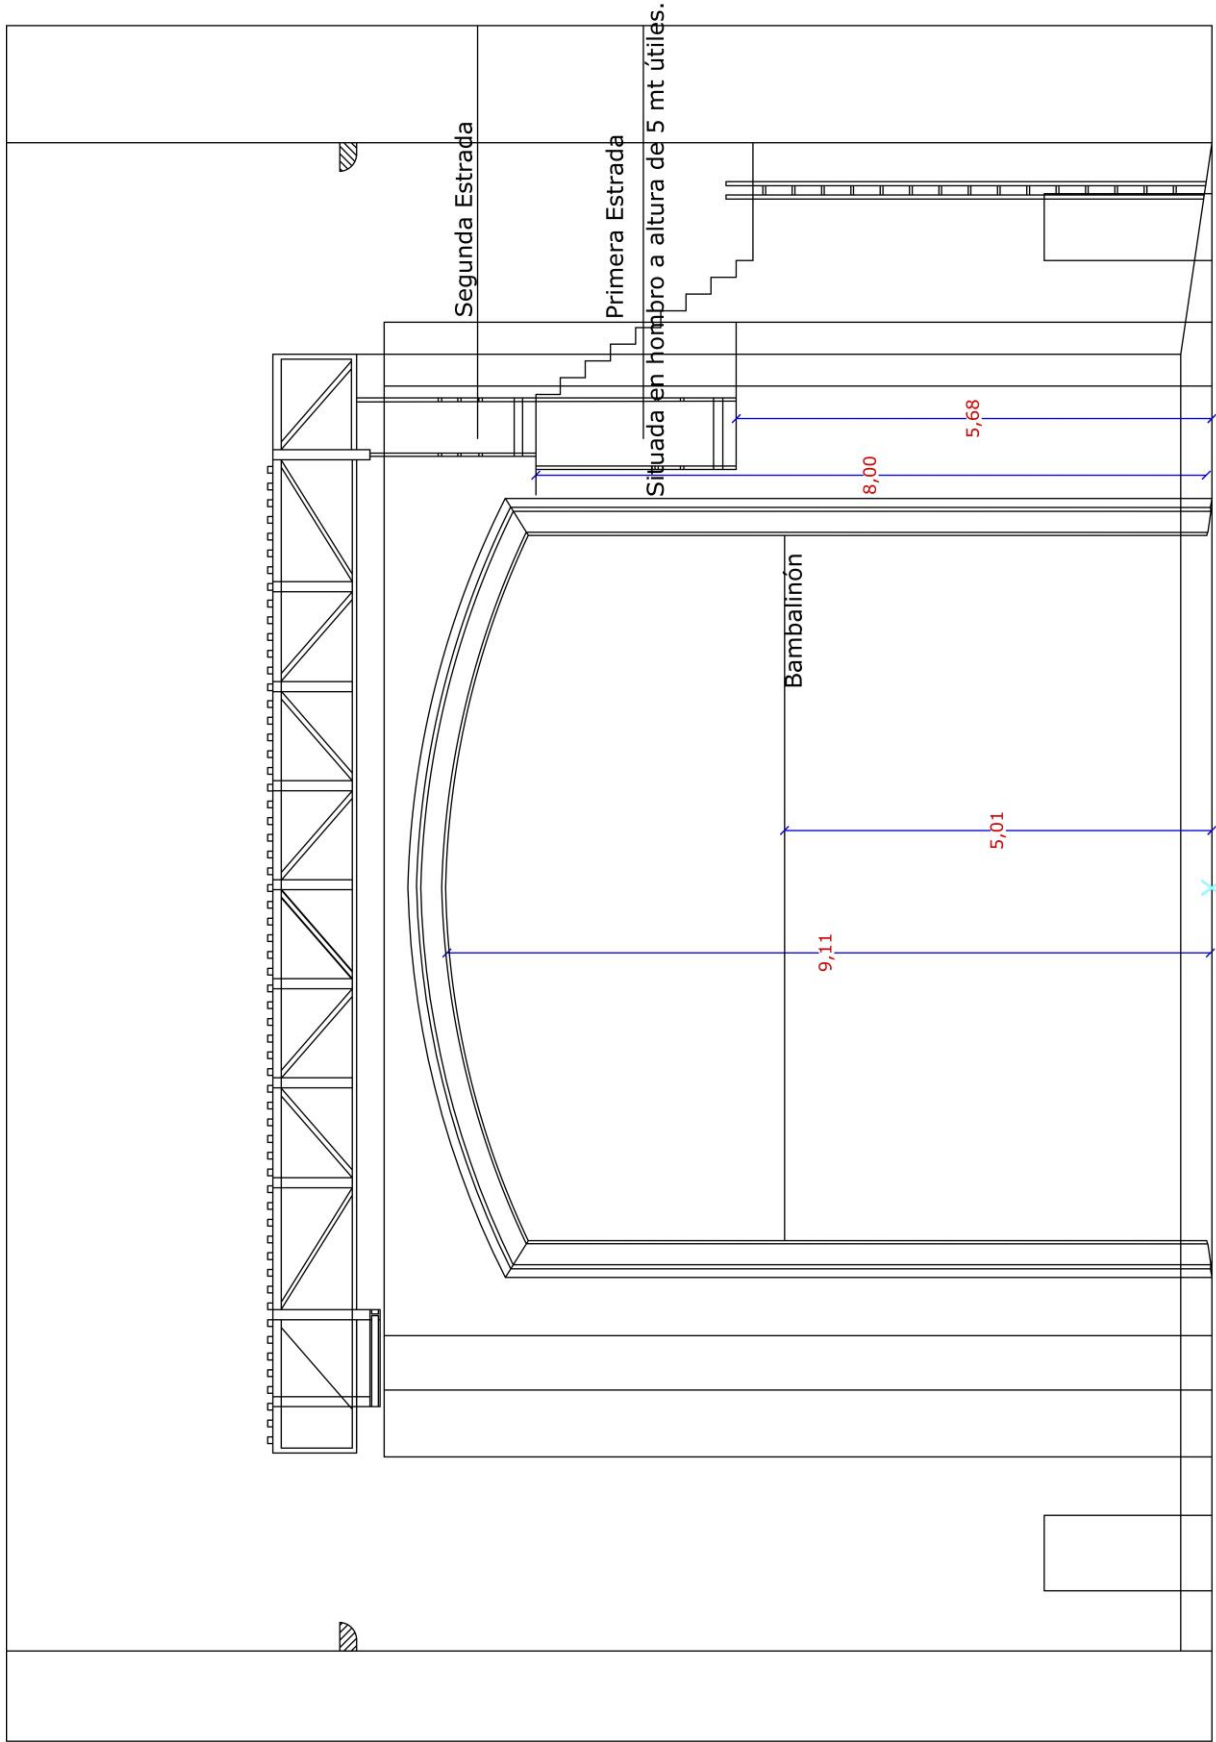 Segunda Estrada
Primera Estrada
Situada en hombro a altura de 5 mt útiles.
5,68
8,00
Bambalinón
5,01
9,11
Y